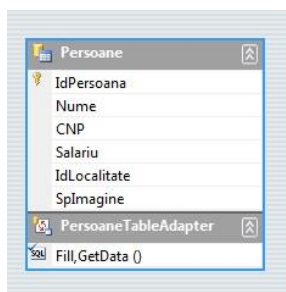 Persoane
IdPersoana
Nume
CNP
Salariu
IdLocalitate
SpImagine
PersoaneTableAdapter
SQL Fill,GetData ()